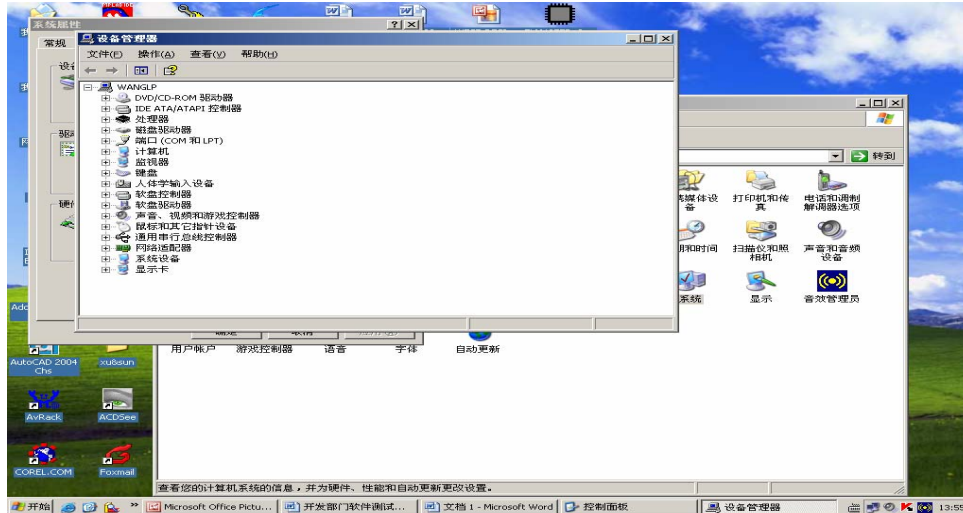 MPLAB IDE
系统属性
常规
设备管理器
文件(F) 操作(A) 查看(V) 帮助(H)
WANGLP
DVD/CD-ROM 驱动器
IDE ATA/ATAPI 控制器
处理器
磁盘驱动器
端口 (COM 和 LPT)
计算机
监视器
键盘
人体学输入设备
软盘控制器
软盘驱动器
声音、视频和游戏控制器
鼠标和其它指针设备
通用串行总线控制器
网络适配器
系统设备
显示卡
转到
打印机和传真
电话和调制解调器选项
扫描仪和照相机
声音和音频设备
系统
显示
音效管理员
用户帐户 游戏控制器 语音 字体 自动更新
AutoCAD 2004 Chs
xu8sun
AvRack
ACDSee
COREL.COM
Foxmail
查看您的计算机系统的信息，并为硬件、性能和自动更新更改设置。
开始
Microsoft Office Pictu...
开发部门软件测试...
文档 1 - Microsoft Word
控制面板
设备管理器
13:55